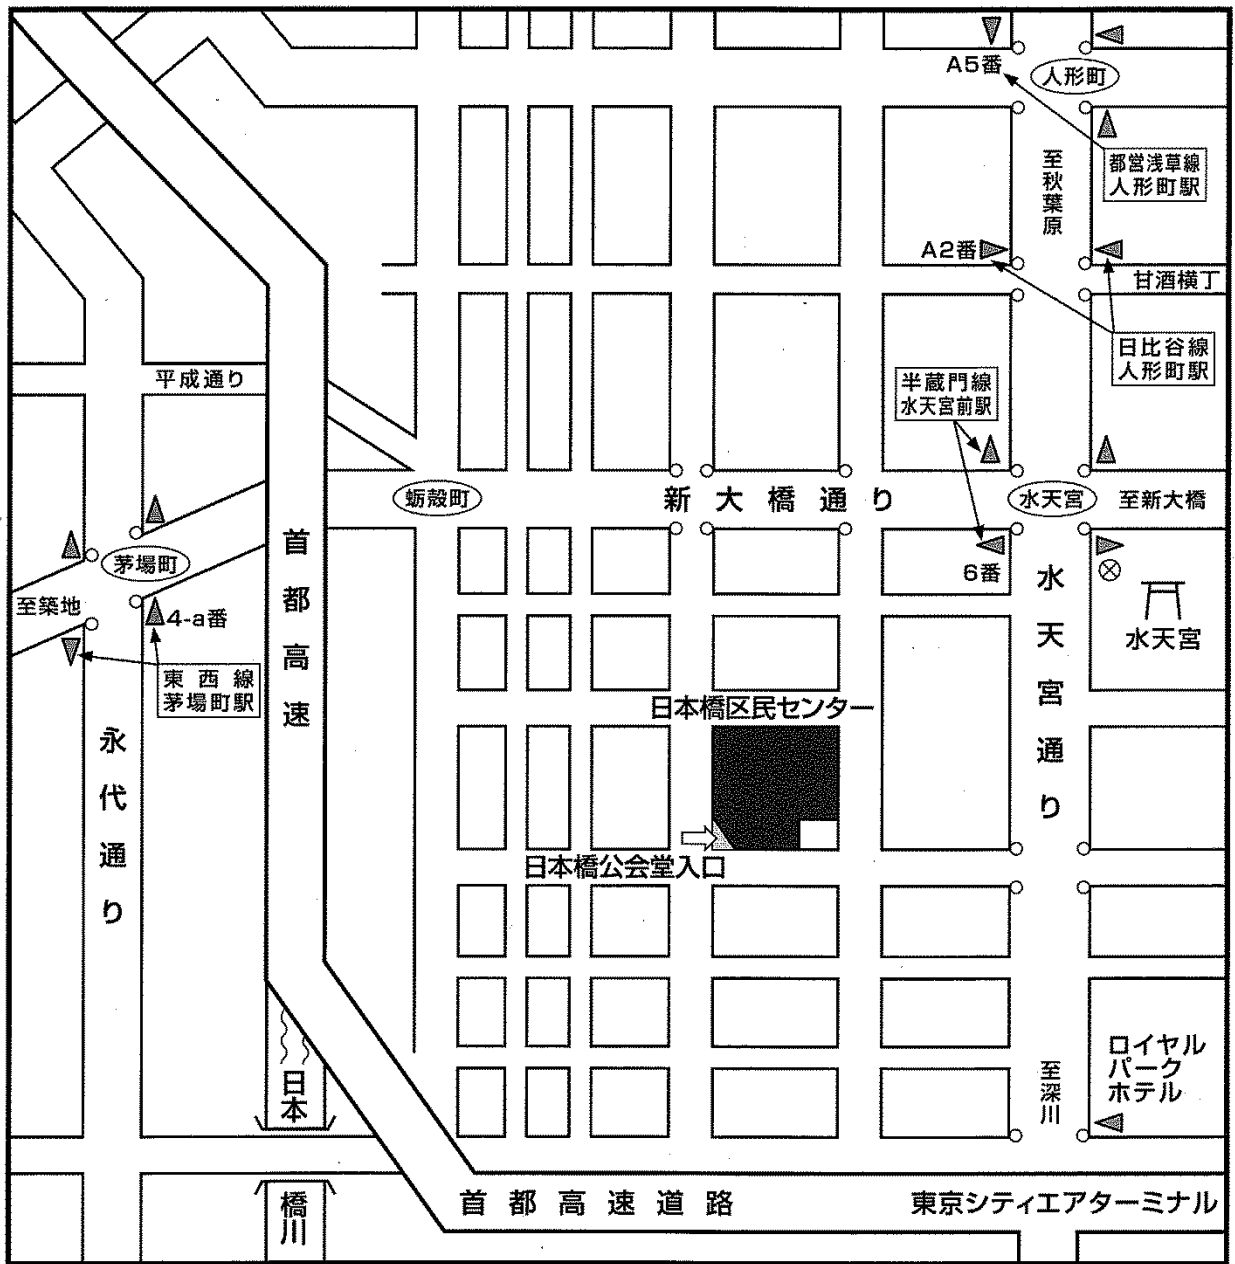 A5番
人形町
都営浅草線
人形町駅
至秋葉原
A2番
甘酒横丁
日比谷線
人形町駅
平成通り
半蔵門線
水天宮前駅
蛎殻町
新大橋通り
水天宮
至新大橋
茅場町
首都高速
6番
水天宮通り
水天宮
至築地
4-a番
東西線
茅場町駅
日本橋区民センター
永代通り
日本橋公会堂入口
ロイヤル
パーク
ホテル
至深川
日本
橋川
首都高速道路
東京シティエアターミナル